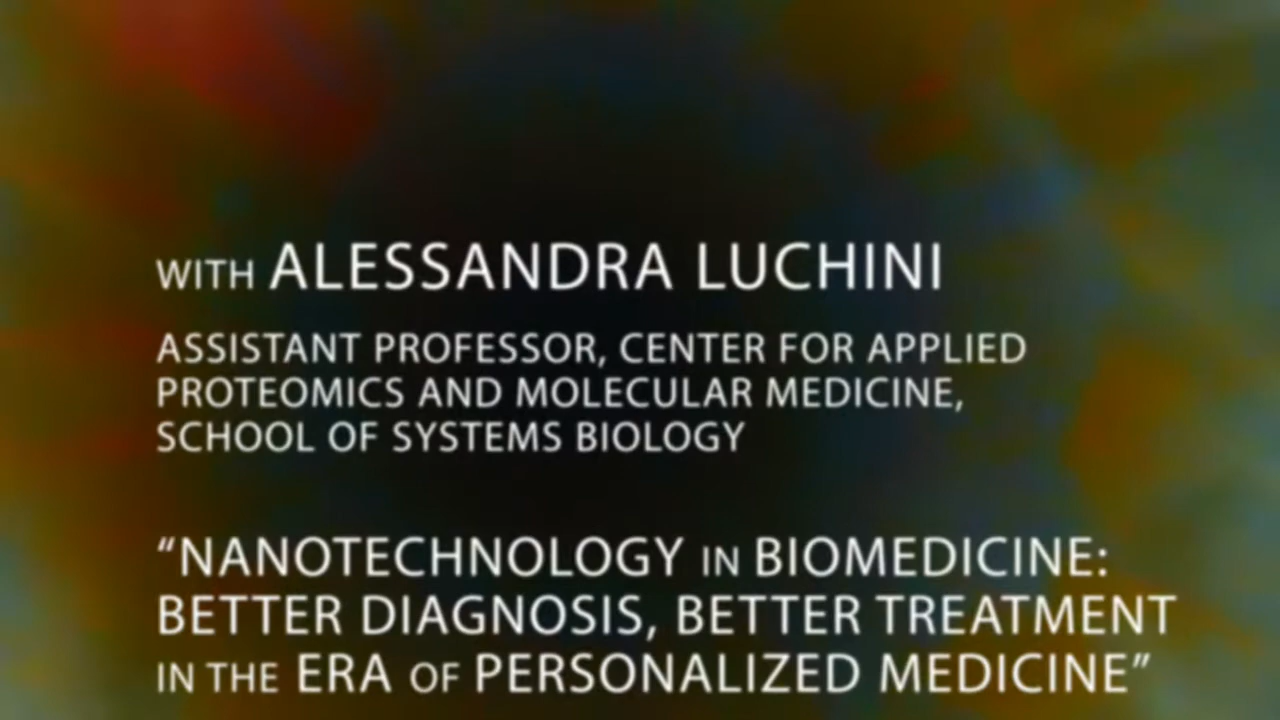 WITH ALESSANDRA LUCHINI
ASSISTANT PROFESSOR, CENTER FOR APPLIED
PROTEOMICS AND MOLECULAR MEDICINE,
SCHOOL OF SYSTEMS BIOLOGY
“NANOTECHNOLOGY IN BIOMEDICINE:
BETTER DIAGNOSIS, BETTER TREATMENT
IN THE ERA OF PERSONALIZED MEDICINE”